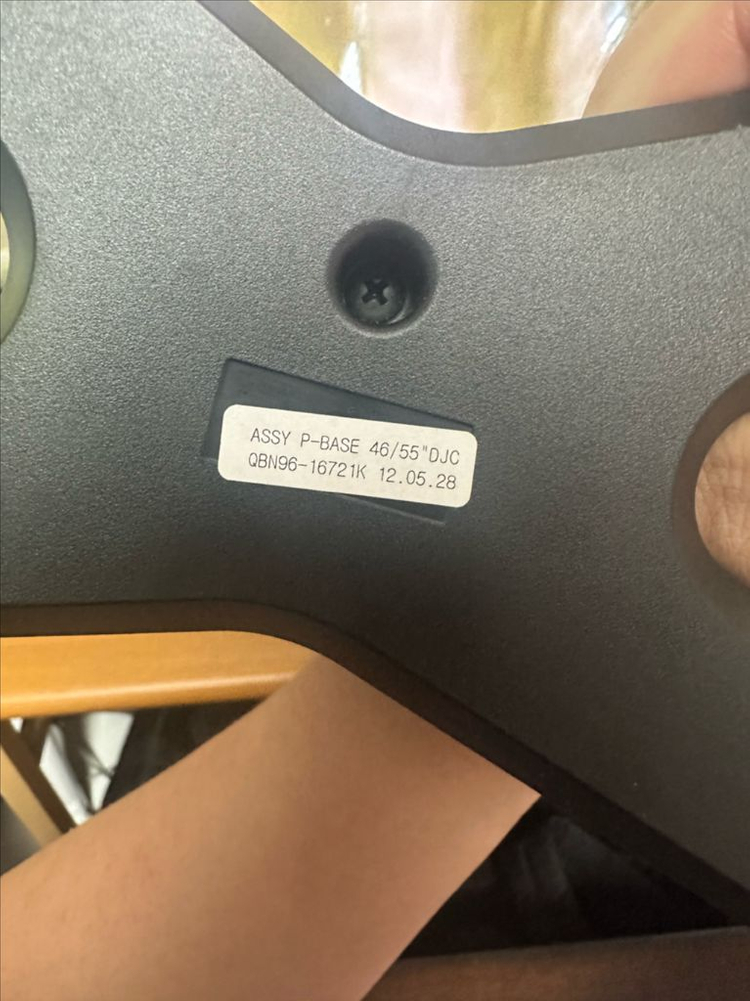 ASSY P-BASE 46/55"DJC
QBN96-16721K 12.05.28